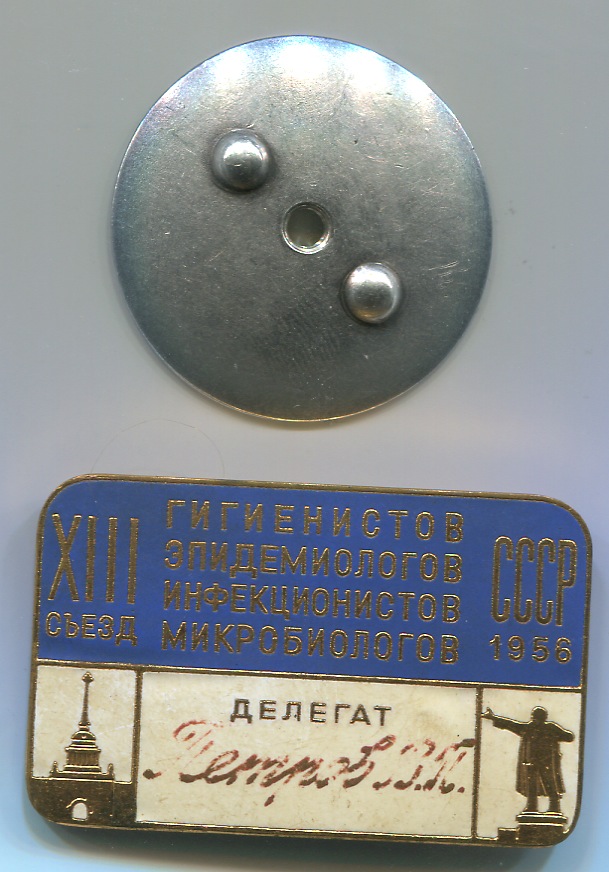 XIII СЪЕЗД
ГИГИЕНИСТОВ
ЭПИДЕМИОЛОГОВ
ИНФЕКЦИОНИСТОВ
МИКРОБИОЛОГОВ
СССР
1956
ДЕЛЕГАТ
Петров В.П.